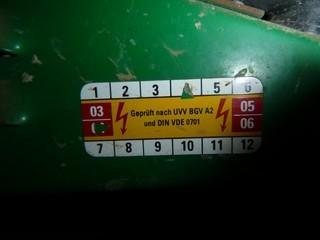 1 2 3 5 6
03 Geprüft nach UVV BGV A2 05
und DIN VDE 0701 06
7 8 9 10 11 12